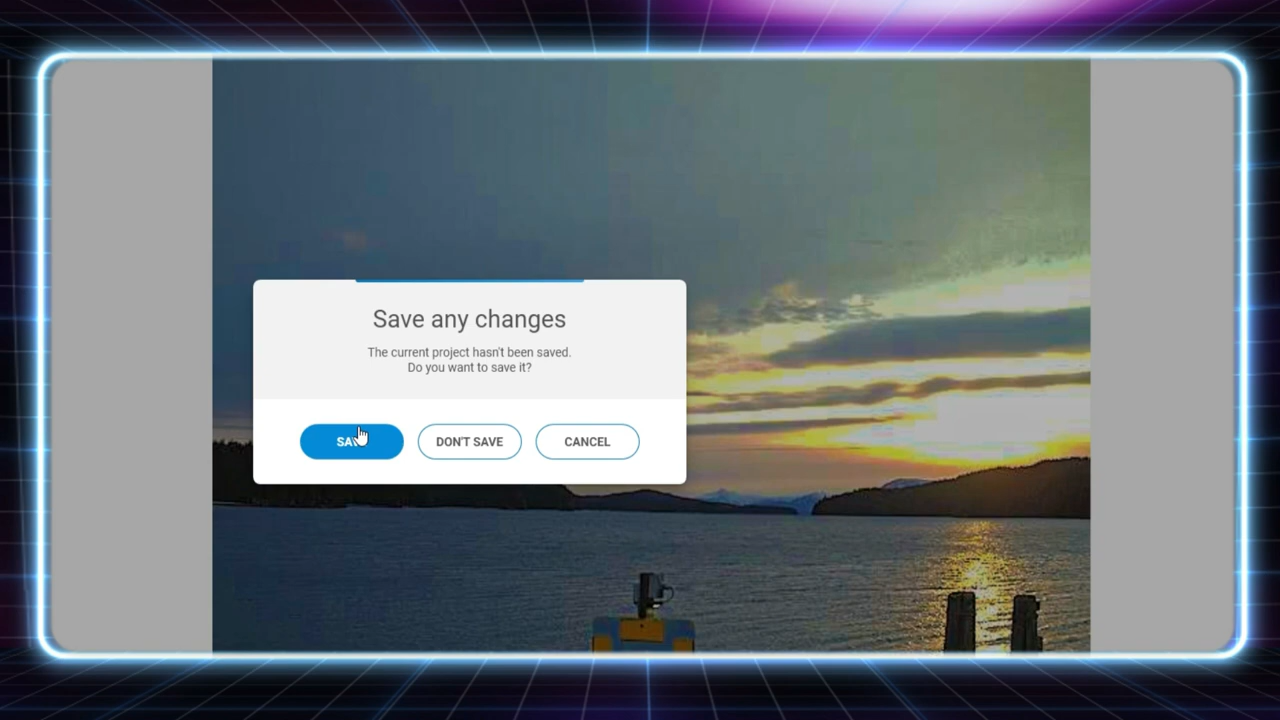 Save any changes
The current project hasn't been saved.
Do you want to save it?
DON'T SAVE
CANCEL